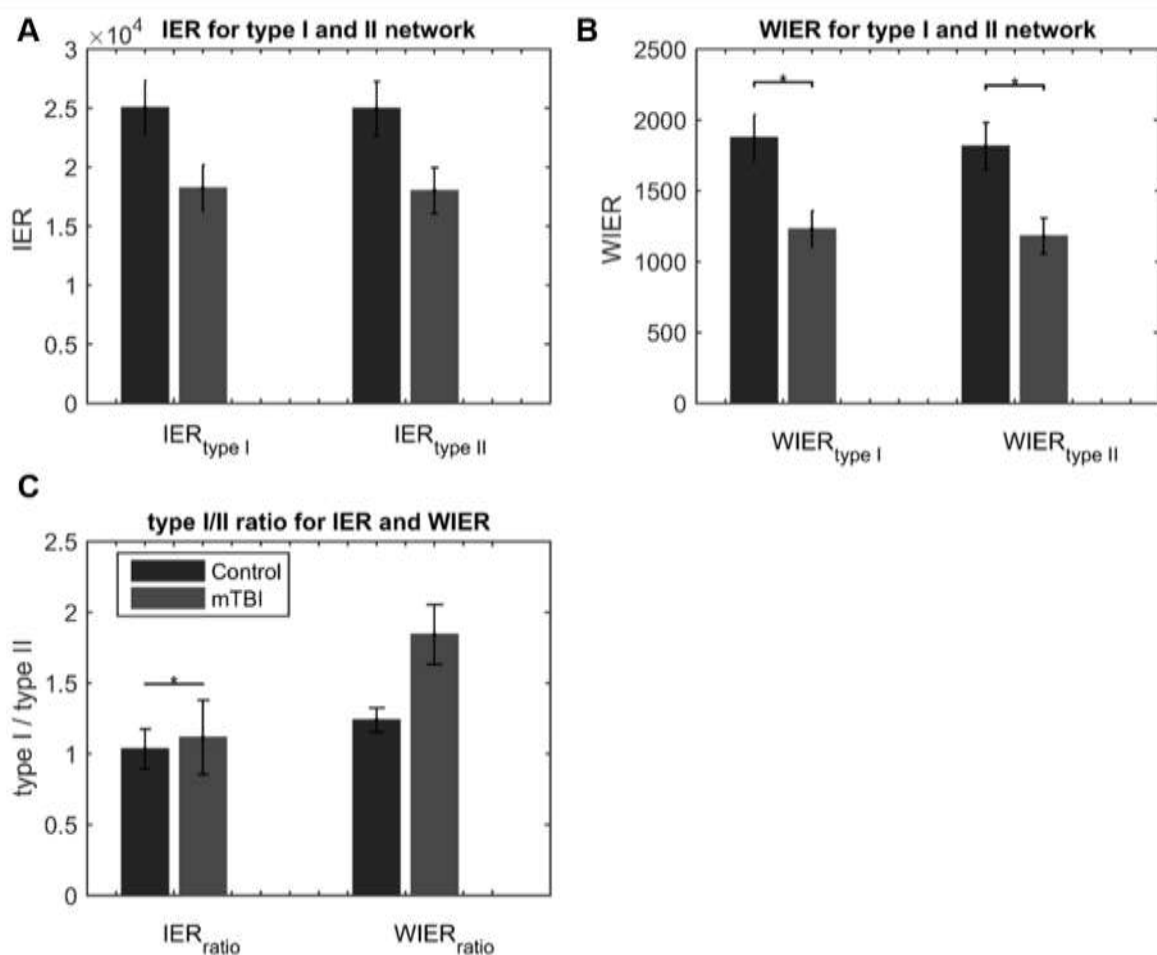 A
IER for type I and II network
×10⁴
3
2.5
2
1.5
1
0.5
0
IER
IER_type I
IER_type II
B
WIER for type I and II network
2500
2000
1500
1000
500
0
WIER
*
*
WIER_type I
WIER_type II
C
type I/II ratio for IER and WIER
2.5
2
1.5
1
0.5
0
type I / type II
Control
mTBI
*
IER_ratio
WIER_ratio